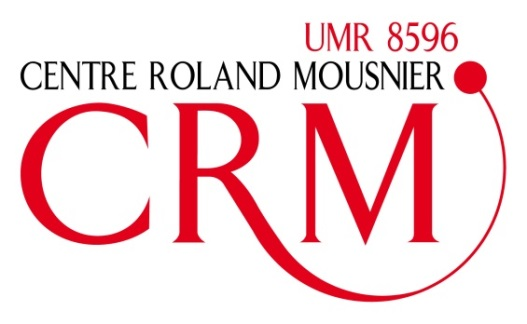 UMR 8596
CENTRE ROLAND MOUSNIER
CRM